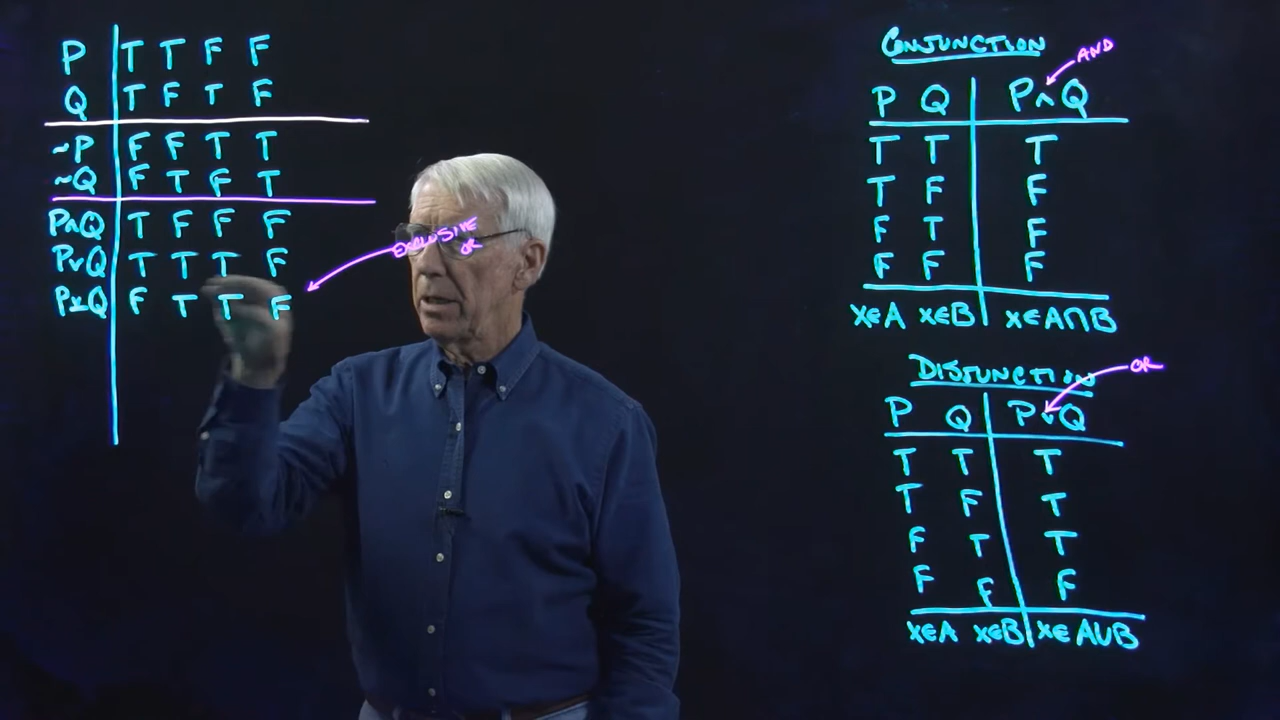 P T T F F
Q T F T F
~P F F T T
~Q F T F T
P∧Q T F F F
P∨Q T T T F
P⊻Q F T T F
EXCLUSIVE
OR
CONJUNCTION
AND
P Q P∧Q
T T T
T F F
F T F
F F F
x∈A x∈B x∈A∩B
DISJUNCTION
OR
P Q P∨Q
T T T
T F T
F T T
F F F
x∈A x∈B x∈A∪B